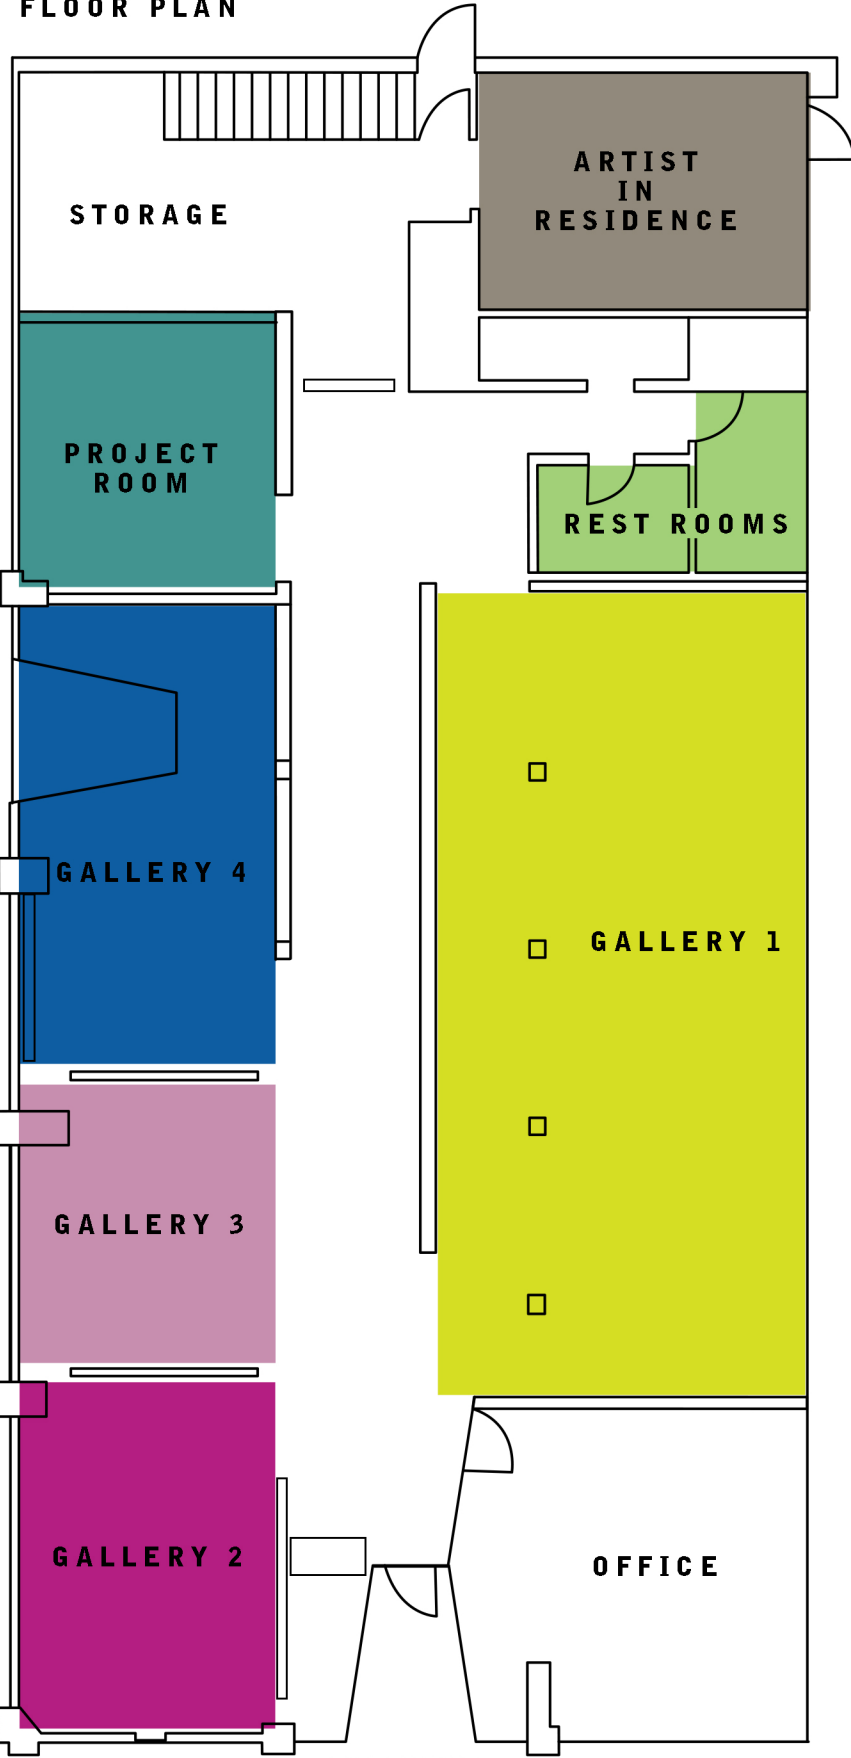 FLOOR PLAN
ARTIST
IN
RESIDENCE
STORAGE
PROJECT
ROOM
REST ROOMS
GALLERY 4
GALLERY 1
GALLERY 3
GALLERY 2
OFFICE